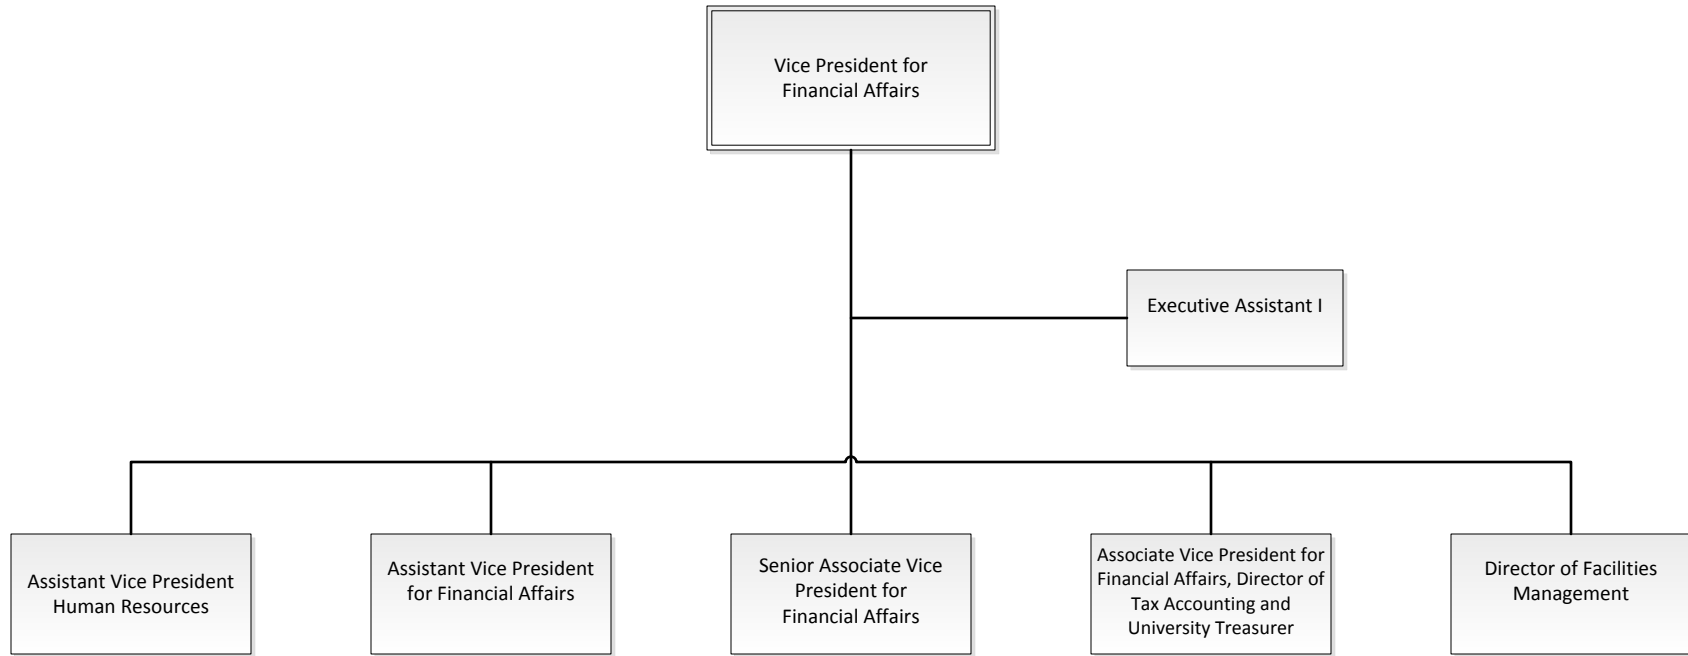 Vice President for
Financial Affairs
Executive Assistant I
Assistant Vice President
Human Resources
Assistant Vice President
for Financial Affairs
Senior Associate Vice
President for
Financial Affairs
Associate Vice President for
Financial Affairs, Director of
Tax Accounting and
University Treasurer
Director of Facilities
Management